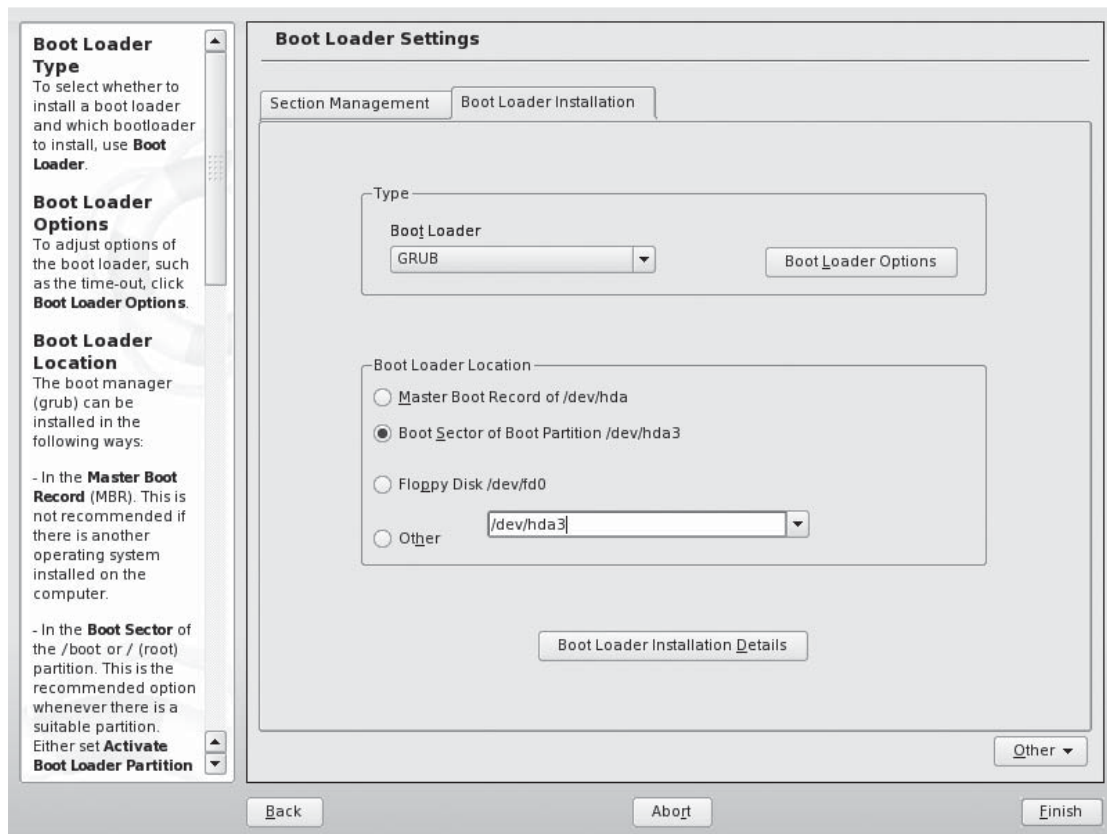 Boot Loader
Type
To select whether to
install a boot loader
and which bootloader
to install, use Boot
Loader.
Boot Loader
Options
To adjust options of
the boot loader, such
as the time-out, click
Boot Loader Options.
Boot Loader
Location
The boot manager
(grub) can be
installed in the
following ways:
- In the Master Boot
Record (MBR). This is
not recommended if
there is another
operating system
installed on the
computer.
- In the Boot Sector of
the /boot or / (root)
partition. This is the
recommended option
whenever there is a
suitable partition.
Either set Activate
Boot Loader Partition
Boot Loader Settings
Section Management
Boot Loader Installation
Type
Boot Loader
GRUB
Boot Loader Options
Boot Loader Location
Master Boot Record of /dev/hda
Boot Sector of Boot Partition /dev/hda3
Floppy Disk /dev/fd0
Other
/dev/hda3
Boot Loader Installation Details
Other
Back
Abort
Finish